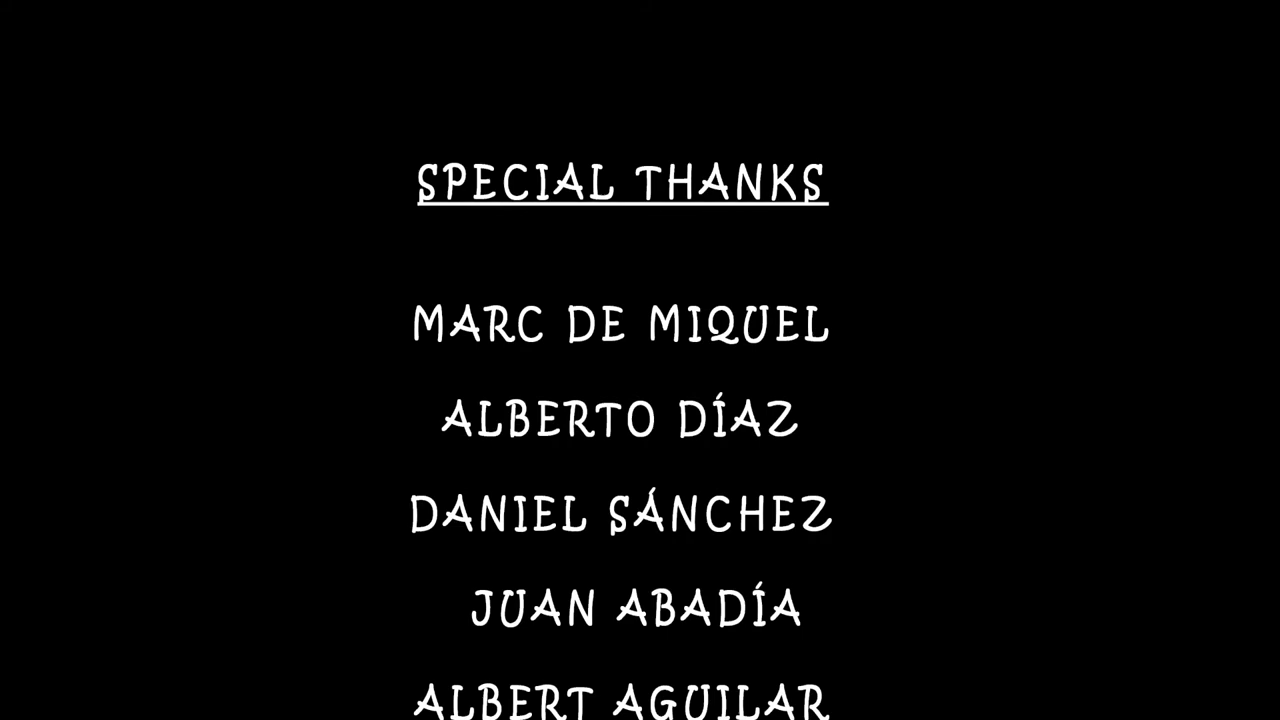 SPECIAL THANKS
MARC DE MIQUEL
ALBERTO DÍAZ
DANIEL SÁNCHEZ
JUAN ABADÍA
ALBERT AGUILAR